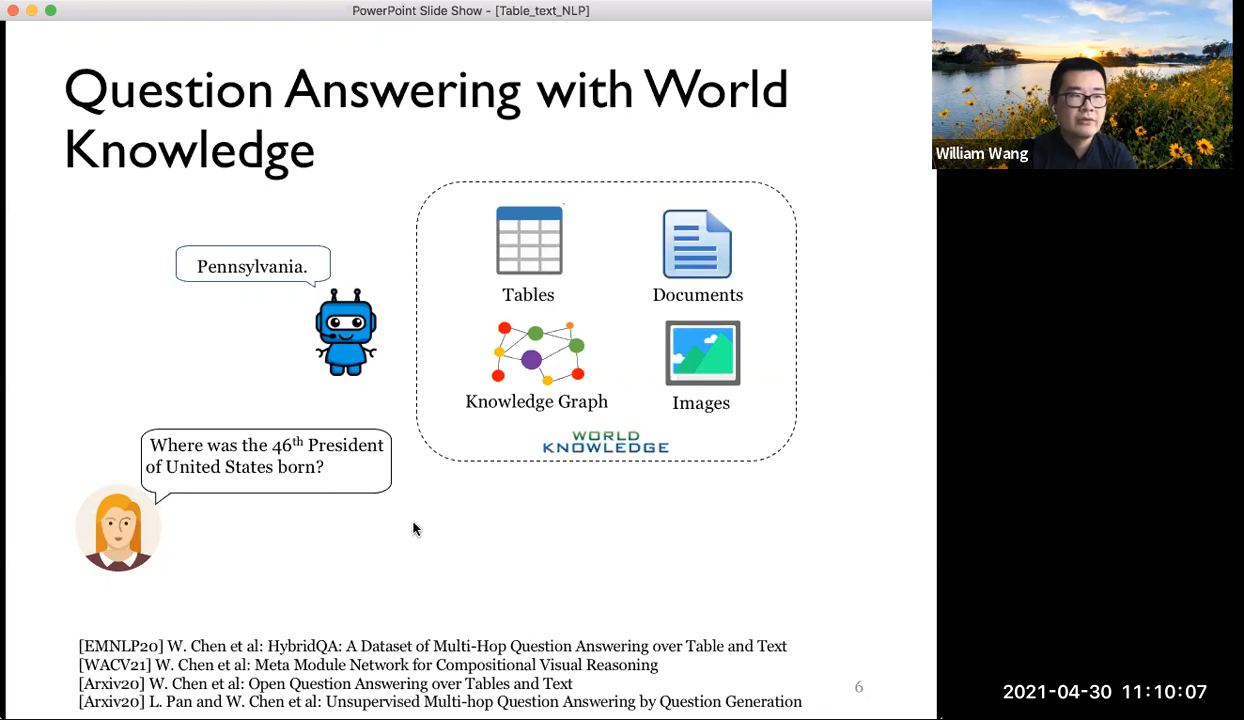 PowerPoint Slide Show - [Table_text_NLP]
Question Answering with World
Knowledge
William Wang
Pennsylvania.
Tables
Documents
Knowledge Graph
Images
WORLD
KNOWLEDGE
Where was the 46th President
of United States born?
[EMNLP20] W. Chen et al: HybridQA: A Dataset of Multi-Hop Question Answering over Table and Text
[WACV21] W. Chen et al: Meta Module Network for Compositional Visual Reasoning
[Arxiv20] W. Chen et al: Open Question Answering over Tables and Text
[Arxiv20] L. Pan and W. Chen et al: Unsupervised Multi-hop Question Answering by Question Generation
6
2021-04-30 11:10:07